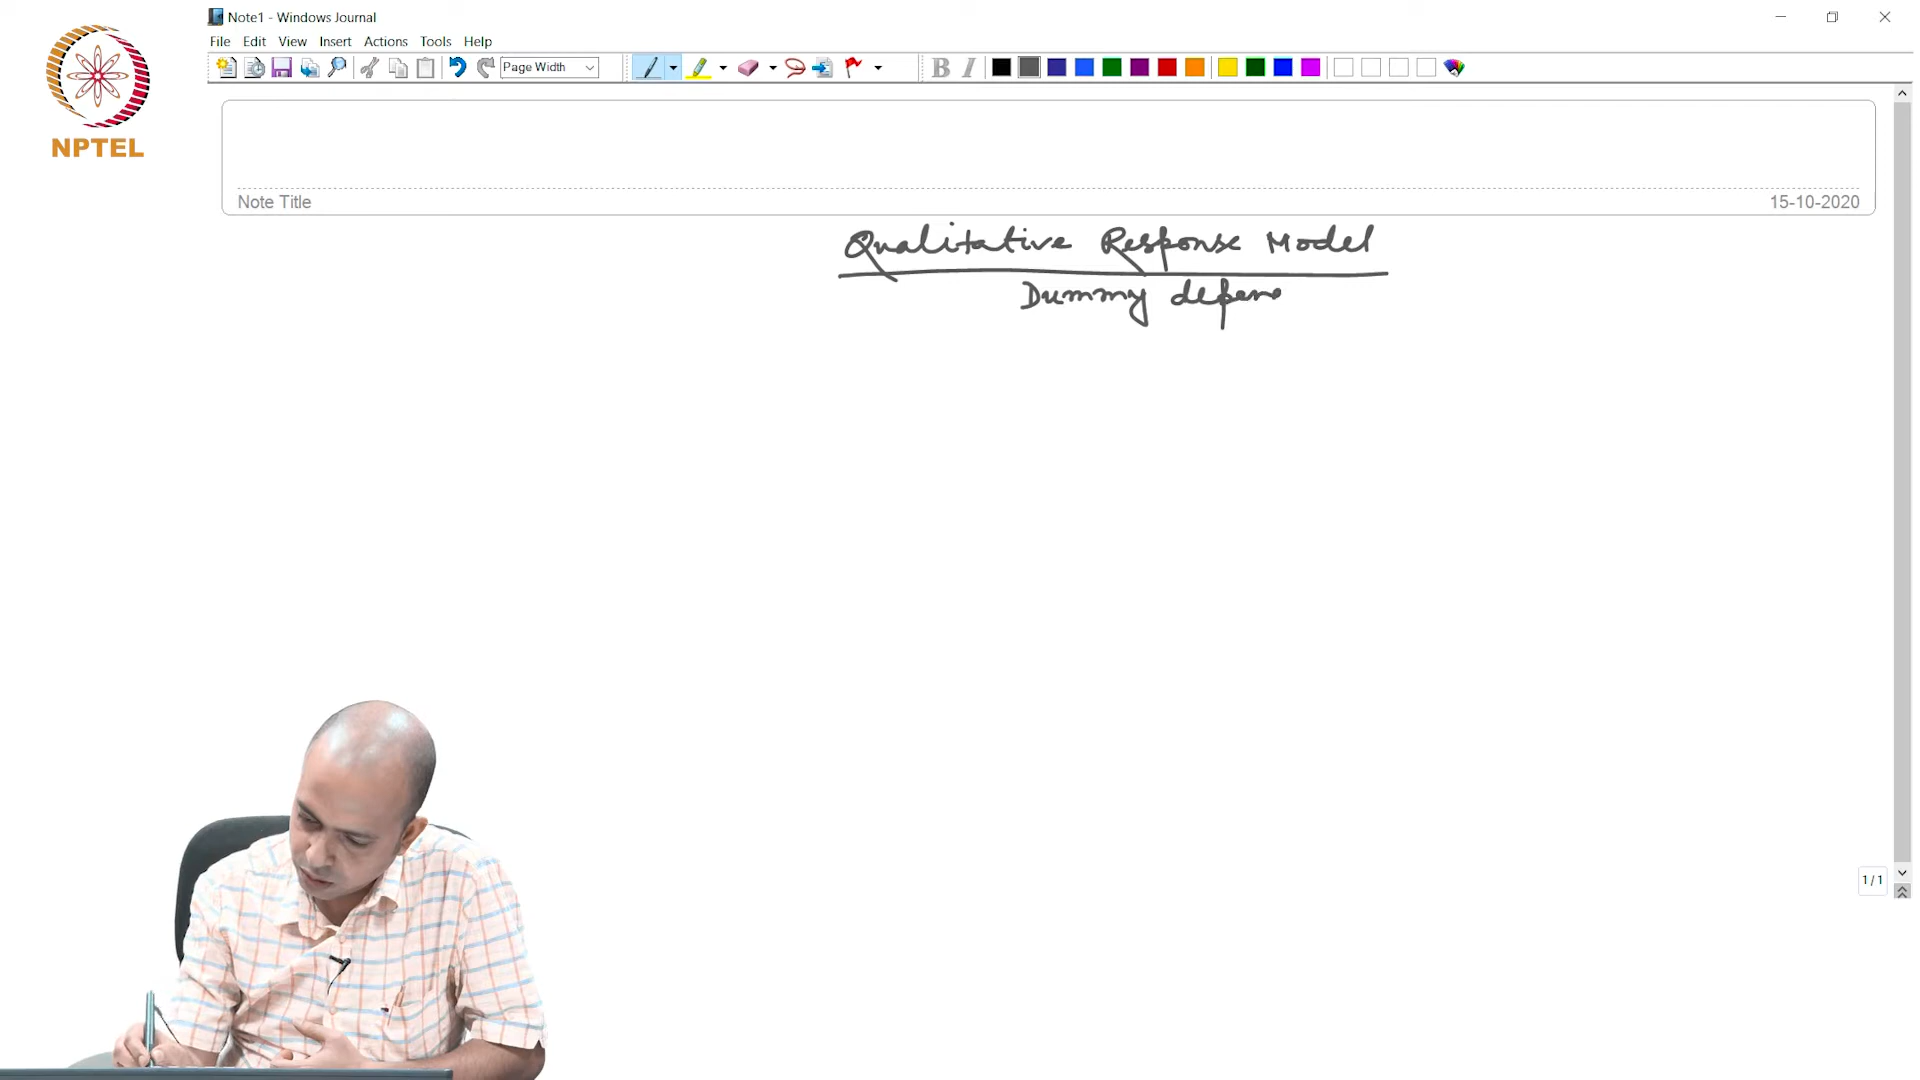 Note1 - Windows Journal
File Edit View Insert Actions Tools Help
Page Width
B I
NPTEL
Note Title
15-10-2020
Qualitative Response Model
Dummy depen
1 / 1